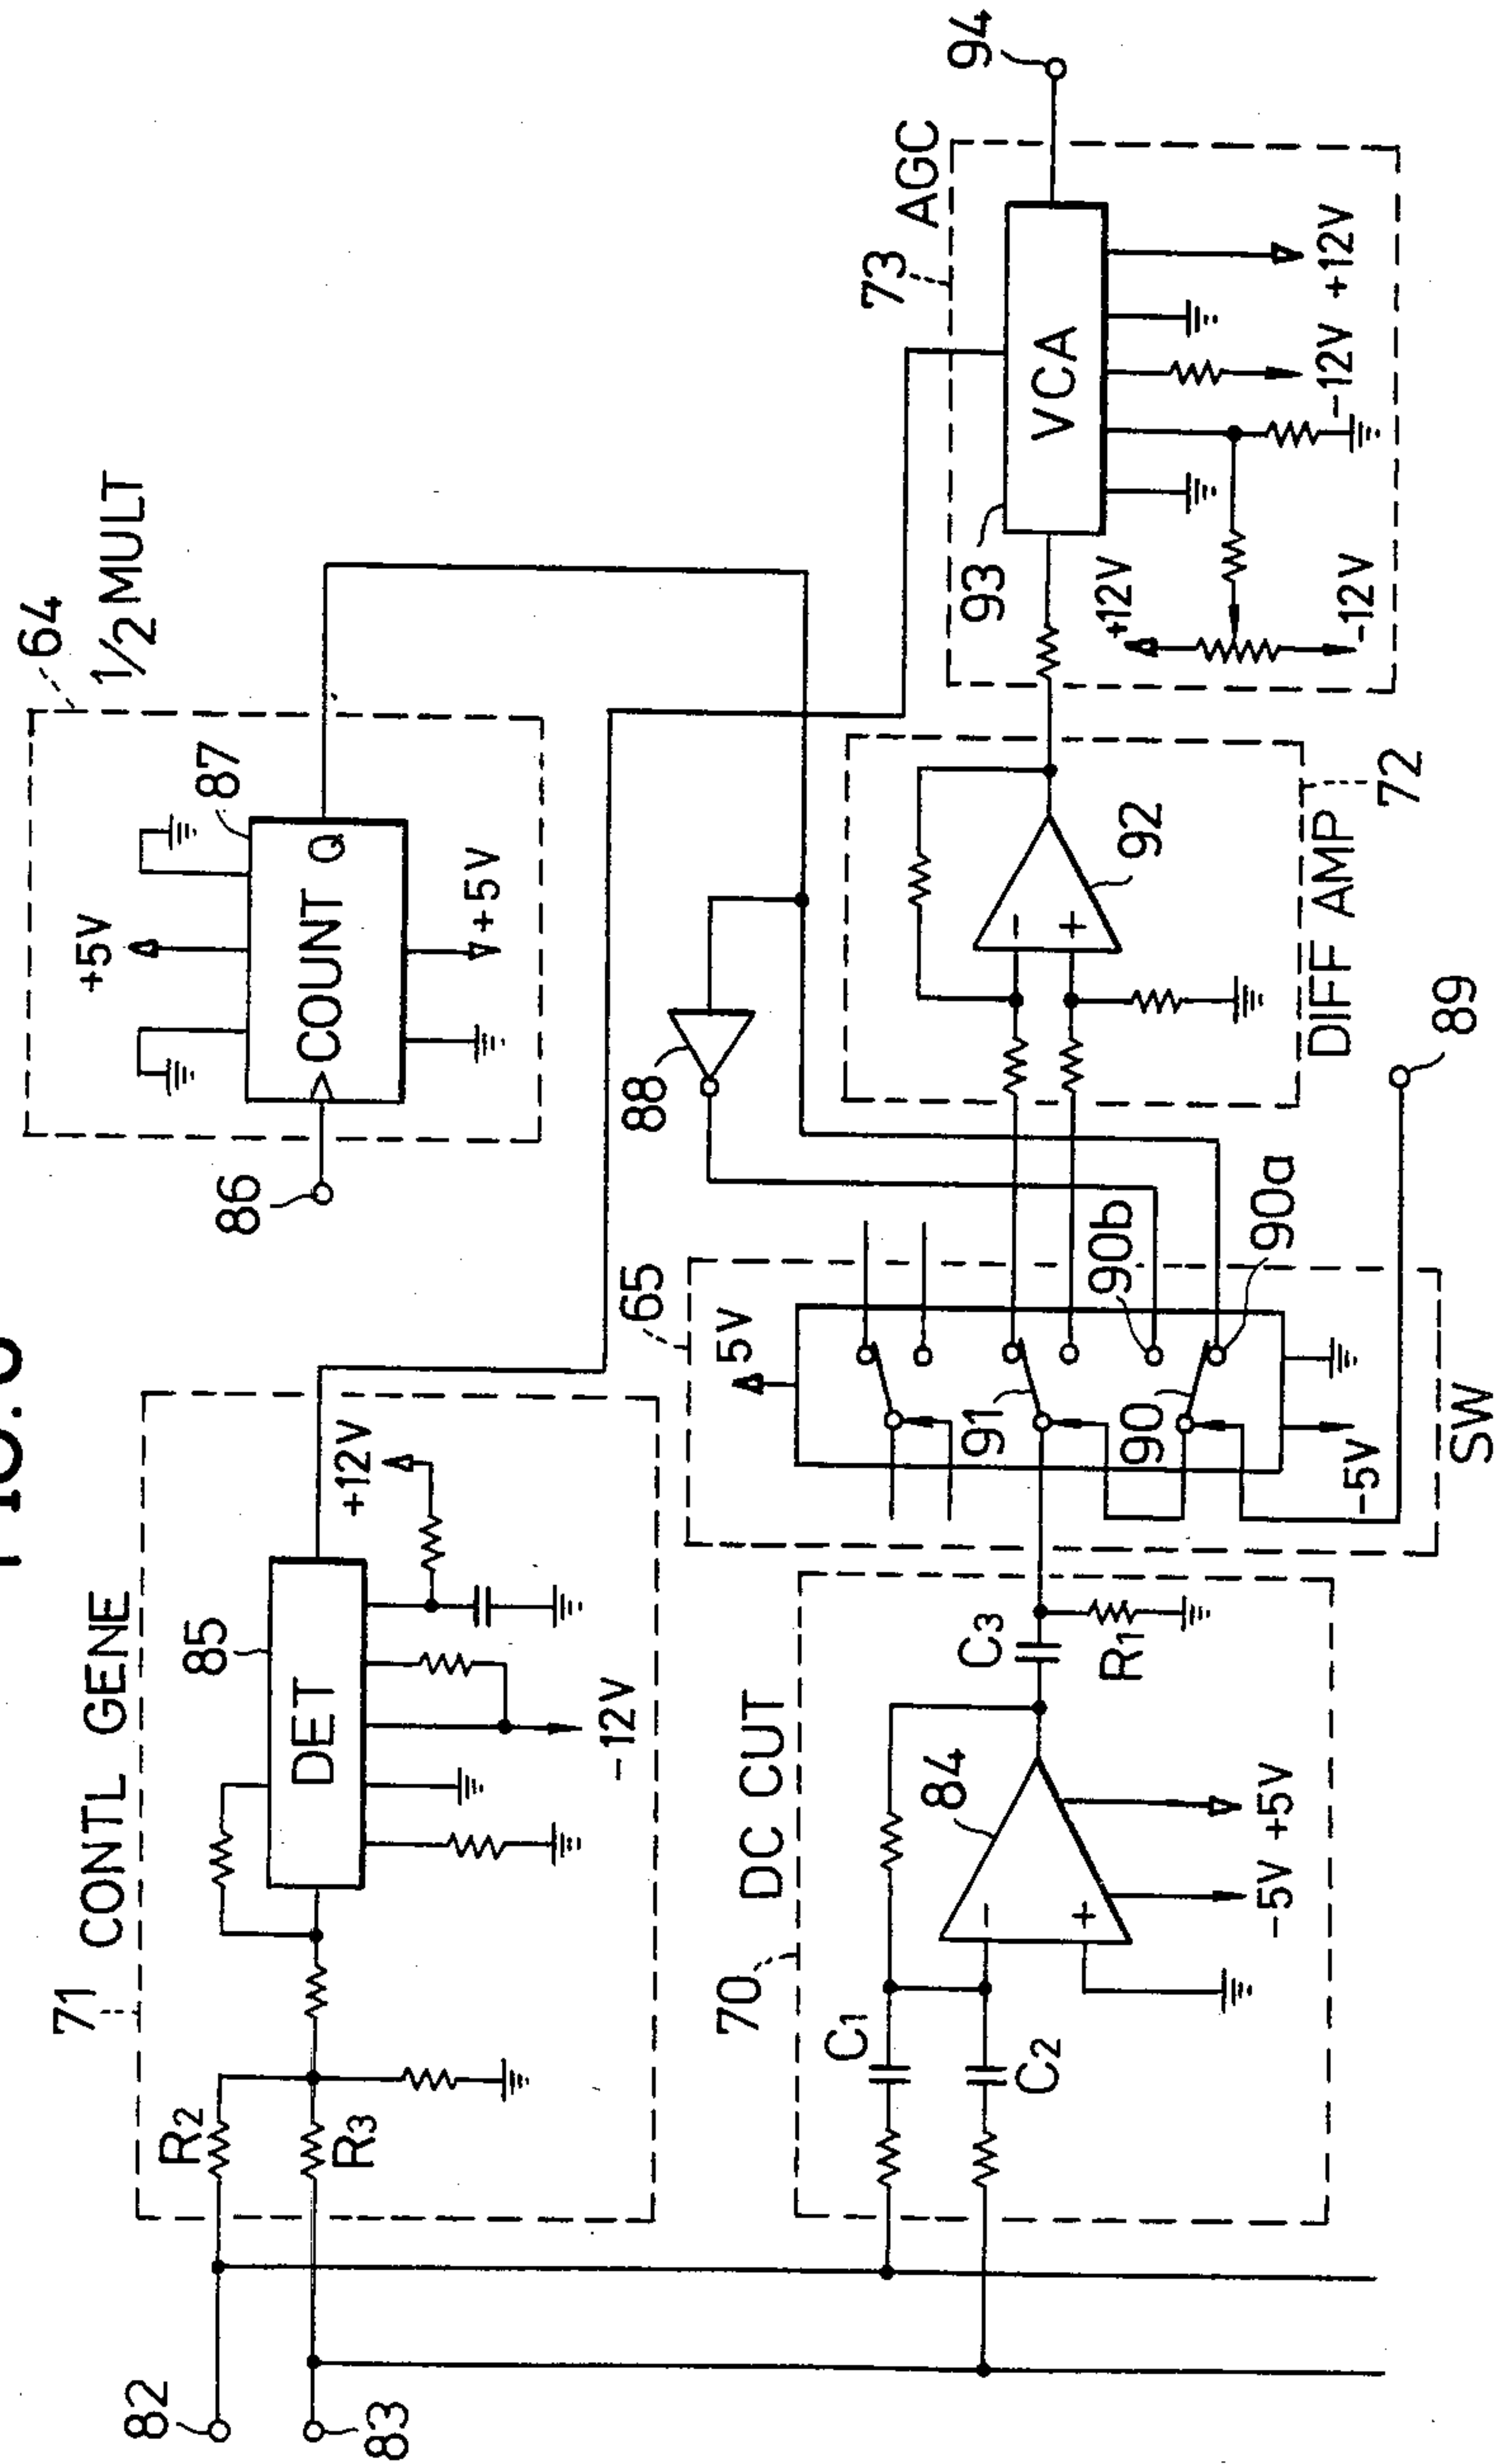 64
1/2 MULT
+5V
87
COUNT Q
+5V
86
71
CONTL GENE
85
DET
+12V
-12V
R2
R3
82
83
88
94
AGC
73
VCA
93
+12V
-12V
-12V
+12V
65
5V
91
90
90b
90a
-5V
SW
92
DIFF AMP
72
89
70
DC CUT
C1
C2
84
C3
R1
-5V
+5V